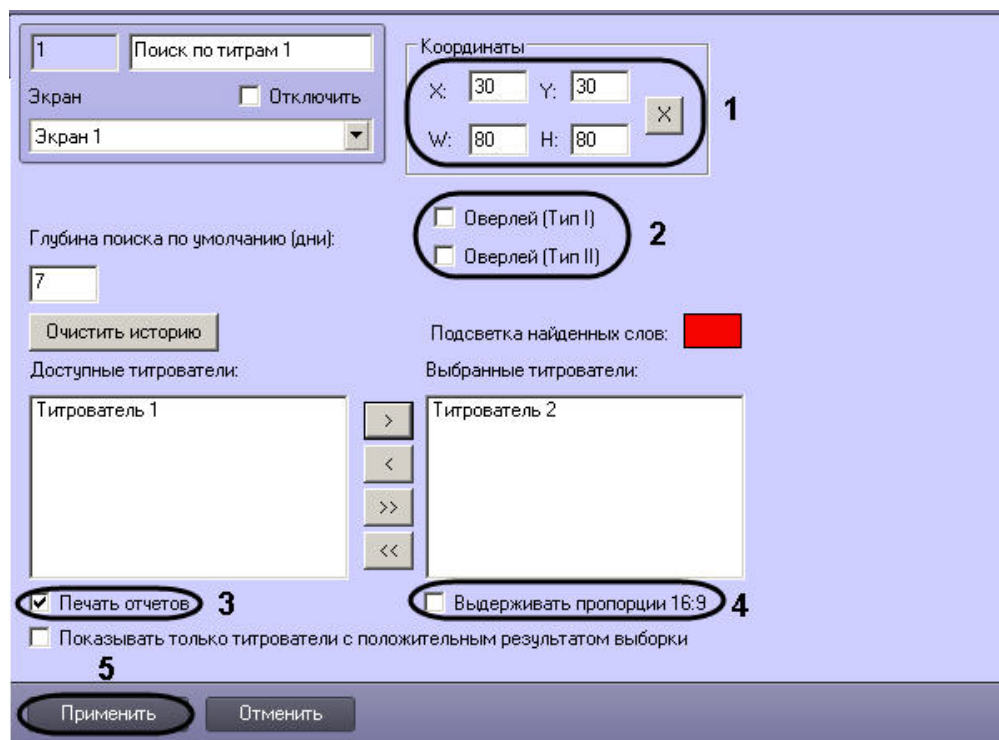 1 Поиск по титрам 1
Координаты
X: 30 Y: 30
X
1
Экран Отключить
Экран 1
W: 80 H: 80
Оверлей (Тип I)
Оверлей (Тип II)
2
Глубина поиска по умолчанию (дни):
7
Очистить историю
Подсветка найденных слов:
Доступные титрователи:
Выбранные титрователи:
Титрователь 1
Титрователь 2
>
<
>>
<<
Печать отчетов 3
Выдерживать пропорции 16:9 4
Показывать только титрователи с положительным результатом выборки
5
Применить Отменить